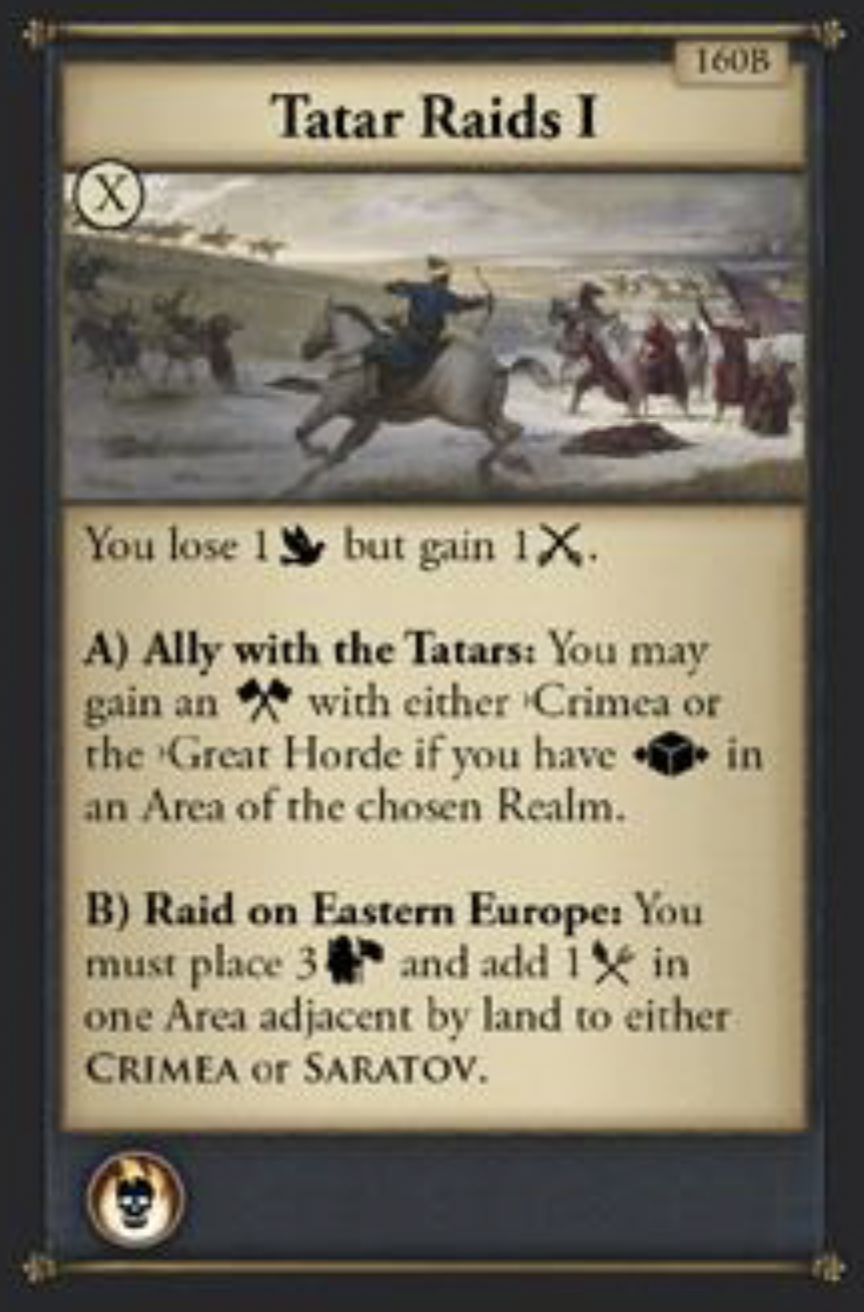 160B
Tatar Raids I
X
You lose 1 but gain 1.
A) Ally with the Tatars: You may
gain an with either Crimea or
the Great Horde if you have in
an Area of the chosen Realm.
B) Raid on Eastern Europe: You
must place 3 and add 1 in
one Area adjacent by land to either
CRIMEA or SARATOV.